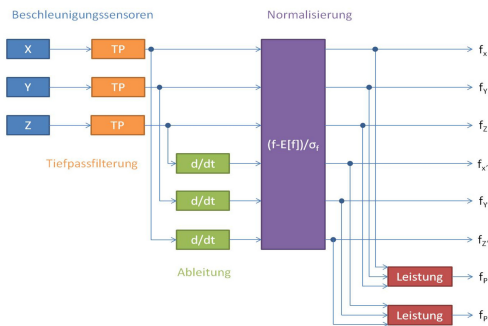 Beschleunigungssensoren
Normalisierung
X
TP
fx
Y
TP
fY
Z
TP
fZ
(f-E[f])/σf
Tiefpassfilterung
d/dt
fx'
d/dt
fY
d/dt
fZ'
Ableitung
Leistung
fP
Leistung
fP